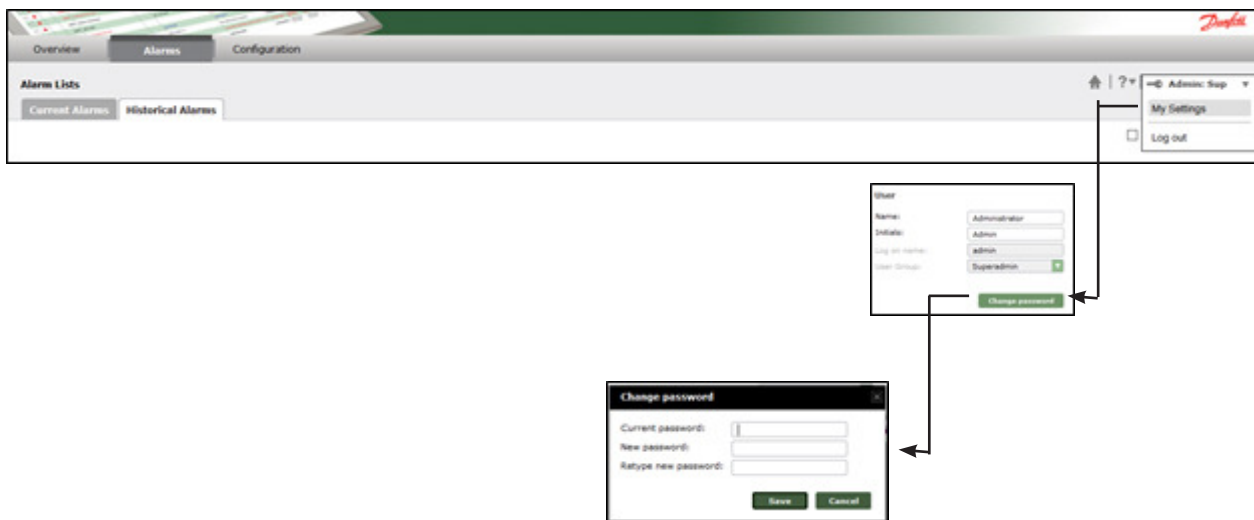 Danfoss
Overview Alarms Configuration
Alarm Lists
? Admin: Sup
Current Alarms Historical Alarms
My Settings
Log out
User
Name: Administrator
Initials: Admin
Log on name: admin
User Group: Superadmin
Change password
Change password
Current password:
New password:
Retype new password:
Save Cancel